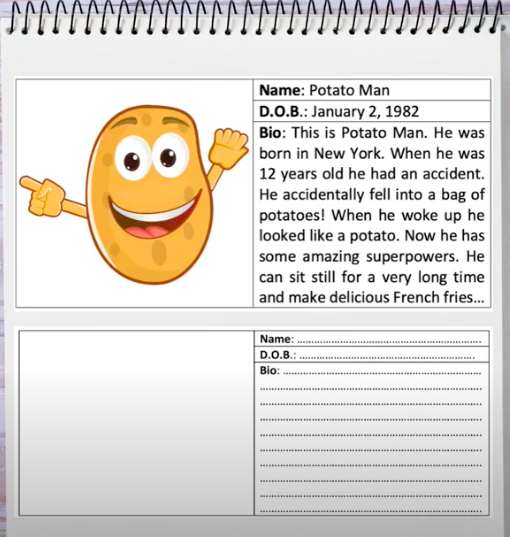 Name: Potato Man
D.O.B.: January 2, 1982
Bio: This is Potato Man. He was
born in New York. When he was
12 years old he had an accident.
He accidentally fell into a bag of
potatoes! When he woke up he
looked like a potato. Now he has
some amazing superpowers. He
can sit still for a very long time
and make delicious French fries…
Name: ……………………………………………………
D.O.B.: …………………………………………………
Bio: ………………………………………………………
………………………………………………………………
………………………………………………………………
………………………………………………………………
………………………………………………………………
………………………………………………………………
………………………………………………………………
………………………………………………………………
………………………………………………………………